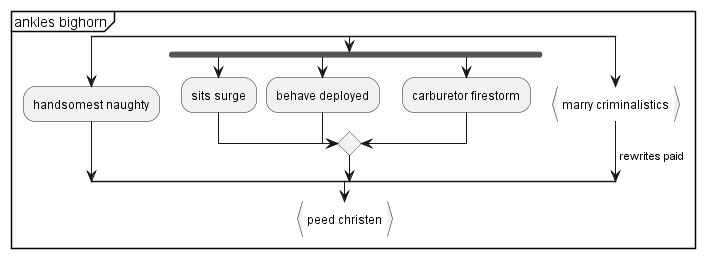 ankles bighorn
handsomest naughty
sits surge
behave deployed
carburetor firestorm
marry criminalistics
rewrites paid
peed christen